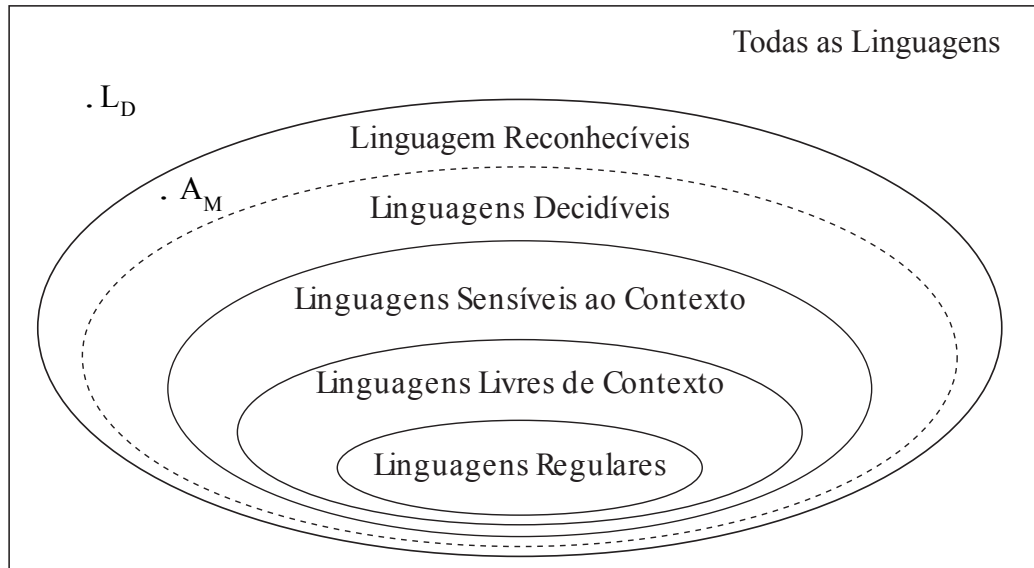 Todas as Linguagens
. L_D
Linguagem Reconhecíveis
. A_M
Linguagens Decidíveis
Linguagens Sensíveis ao Contexto
Linguagens Livres de Contexto
Linguagens Regulares